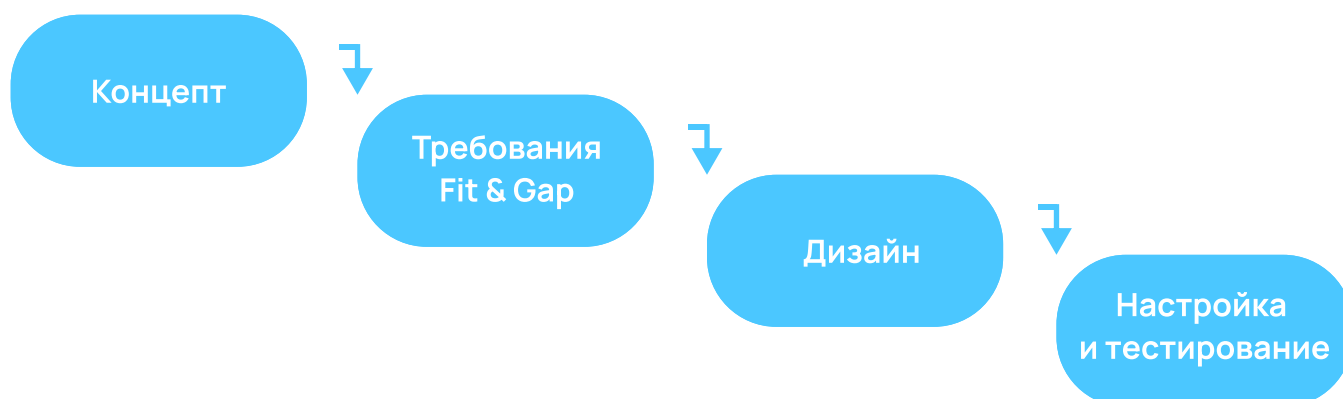 Концепт
Требования
Fit & Gap
Дизайн
Настройка
и тестирование